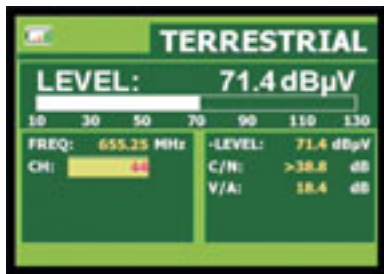 TERRESTRIAL
LEVEL: 71.4 dBµV
10 30 50 70 90 110 130
FREQ: 655.25 MHz
CH: 44
-LEVEL: 71.4 dBµV
C/N: >38.8 dB
V/A: 18.4 dB